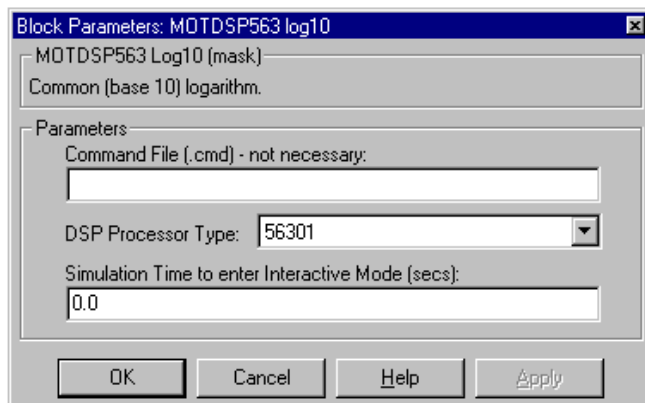 Block Parameters: MOTDSP563 log10
MOTDSP563 Log10 (mask)
Common (base 10) logarithm.
Parameters
Command File (.cmd) - not necessary:
DSP Processor Type: 56301
Simulation Time to enter Interactive Mode (secs):
0.0
OK Cancel Help Apply